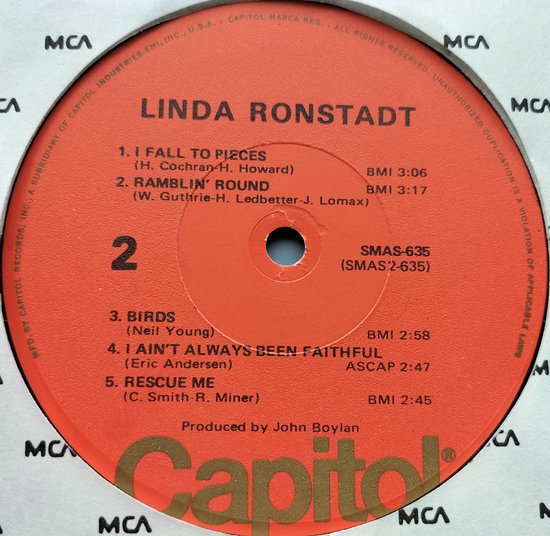 MCA
MCA
MCA
MCA
MFD. BY CAPITOL RECORDS, INC., A SUBSIDIARY OF CAPITOL INDUSTRIES-EMI, INC., U.S.A. • CAPITOL MARCA REG. • ALL RIGHTS RESERVED. UNAUTHORIZED DUPLICATION IS A VIOLATION OF APPLICABLE LAWS
LINDA RONSTADT
1. I FALL TO PIECES
(H. Cochran-H. Howard) BMI 3:06
2. RAMBLIN' ROUND BMI 3:17
(W. Guthrie-H. Ledbetter-J. Lomax)
2
SMAS-635
(SMAS2-635)
3. BIRDS
(Neil Young) BMI 2:58
4. I AIN'T ALWAYS BEEN FAITHFUL
(Eric Andersen) ASCAP 2:47
5. RESCUE ME
(C. Smith-R. Miner) BMI 2:45
Produced by John Boylan
Capitol®
MCA
CA
MCA
MCA